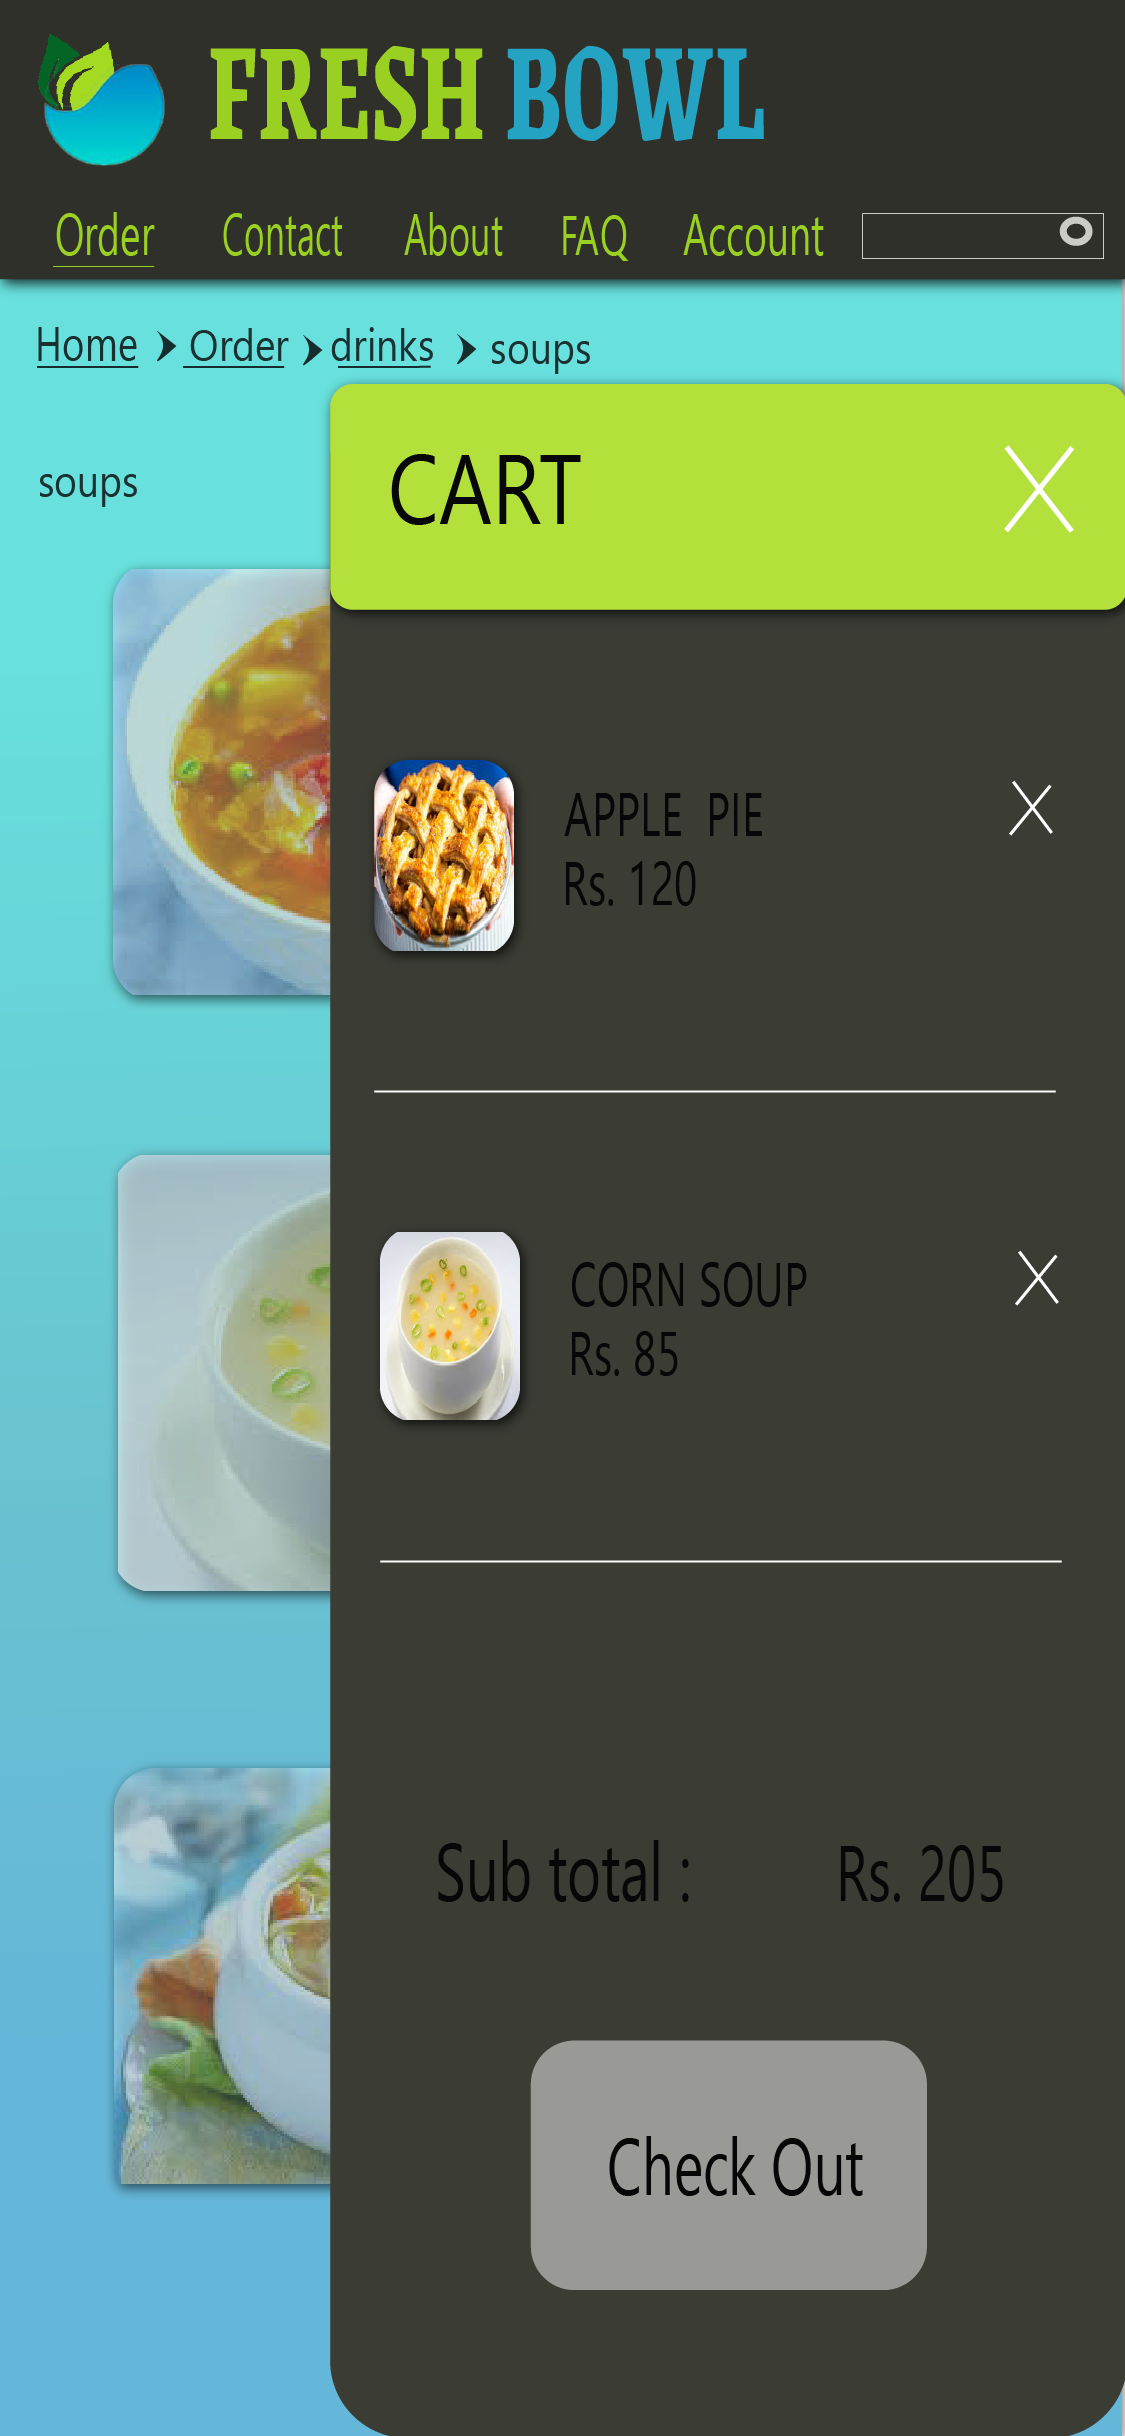 FRESH BOWL
Order Contact About FAQ Account
Home Order drinks soups
CART
soups
APPLE PIE
Rs. 120
CORN SOUP
Rs. 85
Sub total : Rs. 205
Check Out